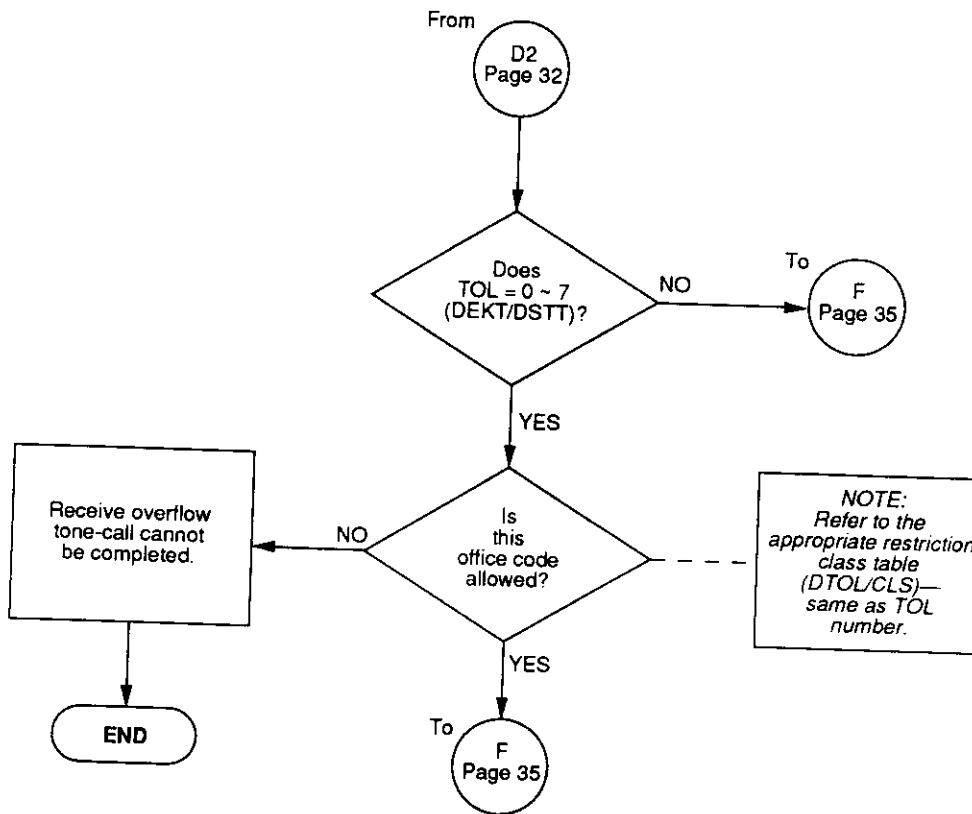 From
D2
Page 32
Does
TOL = 0 ~ 7
(DEKT/DSTT)?
NO
To
F
Page 35
YES
Receive overflow
tone-call cannot
be completed.
NO
Is
this
office code
allowed?
NOTE:
Refer to the
appropriate restriction
class table
(DTOL/CLS)—
same as TOL
number.
YES
END
To
F
Page 35